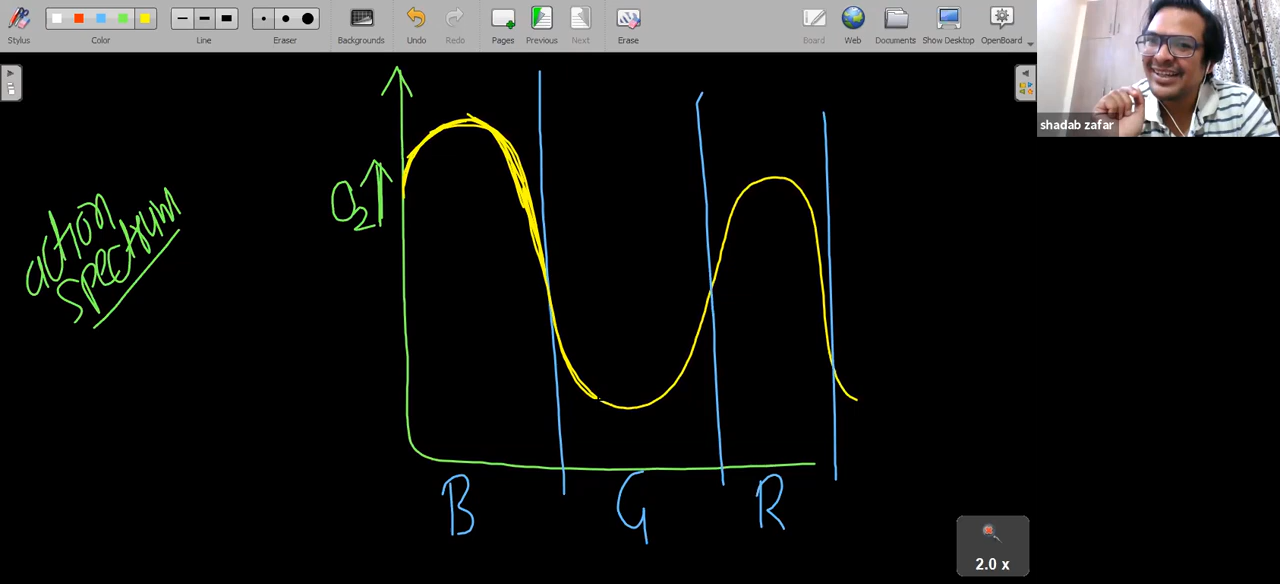 Stylus
Color
Line
Eraser
Backgrounds
Undo
Redo
Pages
Previous
Next
Erase
Board
Web
Documents
Show Desktop
OpenBoard
shadab zafar
action
spectrum
O2
B
G
R
2.0 x